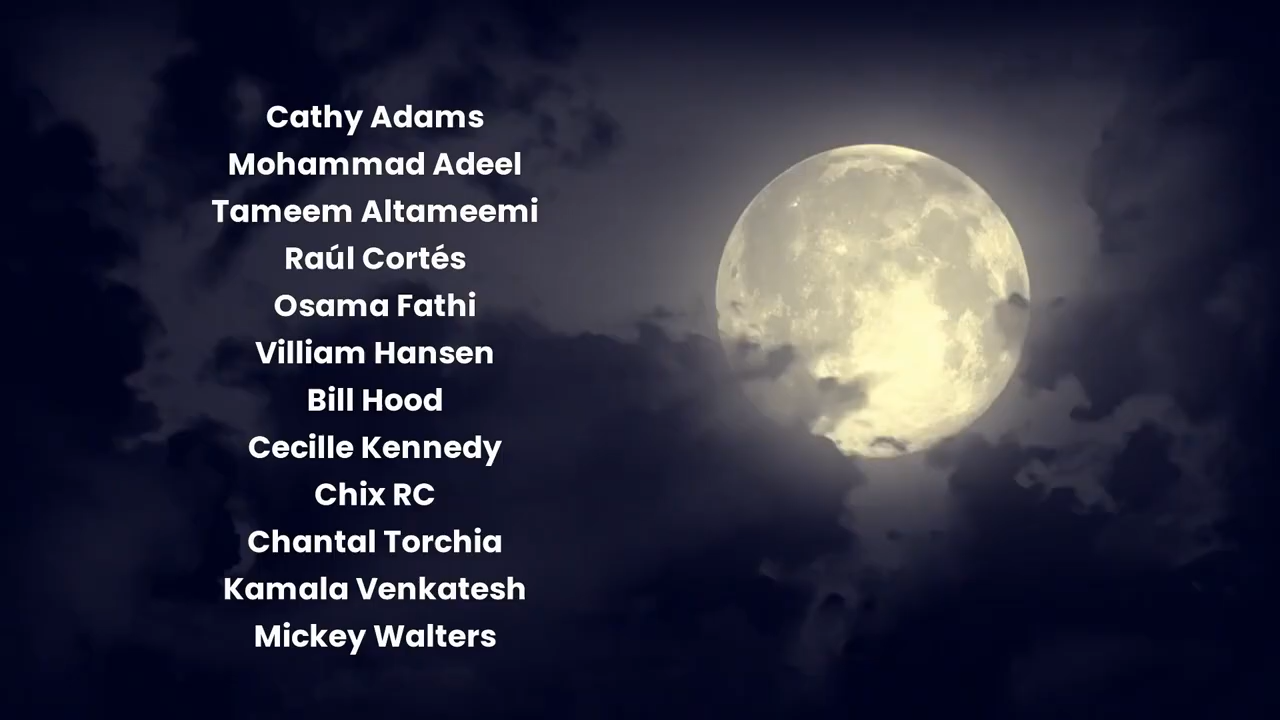 Cathy Adams
Mohammad Adeel
Tameem Altameemi
Raúl Cortés
Osama Fathi
Villiam Hansen
Bill Hood
Cecille Kennedy
Chix RC
Chantal Torchia
Kamala Venkatesh
Mickey Walters